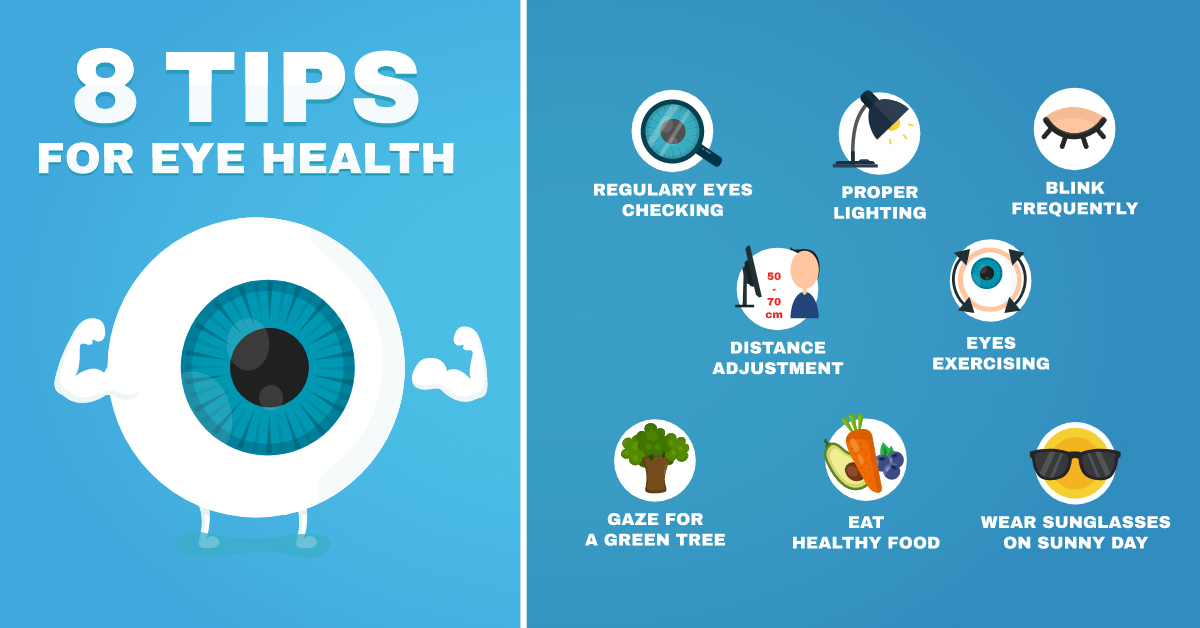 8 TIPS
FOR EYE HEALTH
REGULARY EYES
CHECKING
PROPER
LIGHTING
BLINK
FREQUENTLY
50
-
70
cm
DISTANCE
ADJUSTMENT
EYES
EXERCISING
GAZE FOR
A GREEN TREE
EAT
HEALTHY FOOD
WEAR SUNGLASSES
ON SUNNY DAY